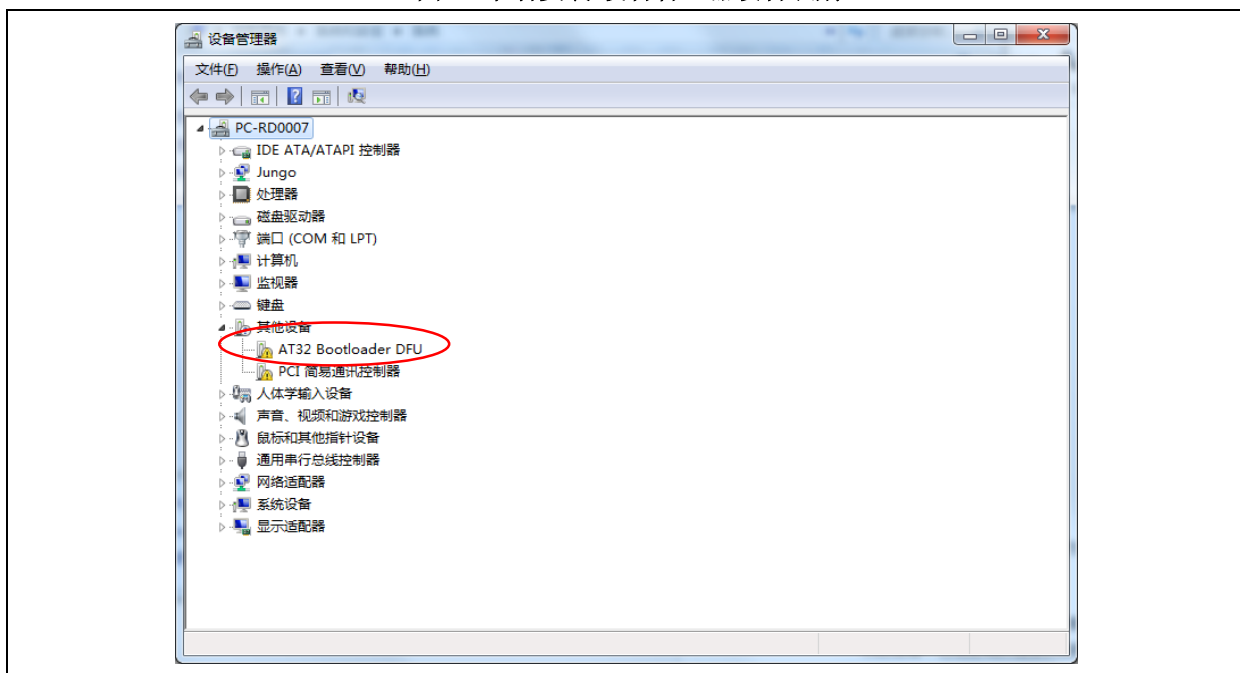 设备管理器
文件(F) 操作(A) 查看(V) 帮助(H)
PC-RD0007
IDE ATA/ATAPI 控制器
Jungo
处理器
磁盘驱动器
端口 (COM 和 LPT)
计算机
监视器
键盘
其他设备
AT32 Bootloader DFU
PCI 简易通讯控制器
人体学输入设备
声音、视频和游戏控制器
鼠标和其他指针设备
通用串行总线控制器
网络适配器
系统设备
显示适配器